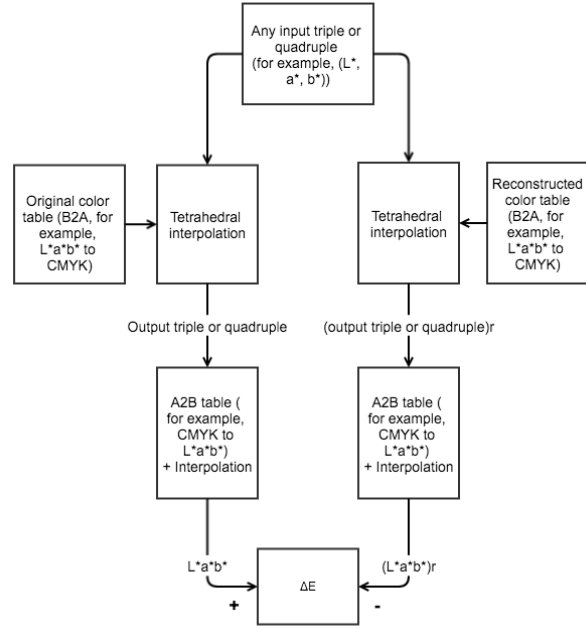 Any input triple or
quadruple
(for example, (L*,
a*, b*))
Original color
table (B2A, for
example,
L*a*b* to
CMYK)
Tetrahedral
interpolation
Tetrahedral
interpolation
Reconstructed
color table
(B2A, for
example,
L*a*b* to
CMYK)
Output triple or quadruple
(output triple or quadruple)r
A2B table (
for example,
CMYK to
L*a*b*)
+ Interpolation
A2B table (
for example,
CMYK to
L*a*b*)
+ Interpolation
L*a*b*
(L*a*b*)r
ΔE
+
-